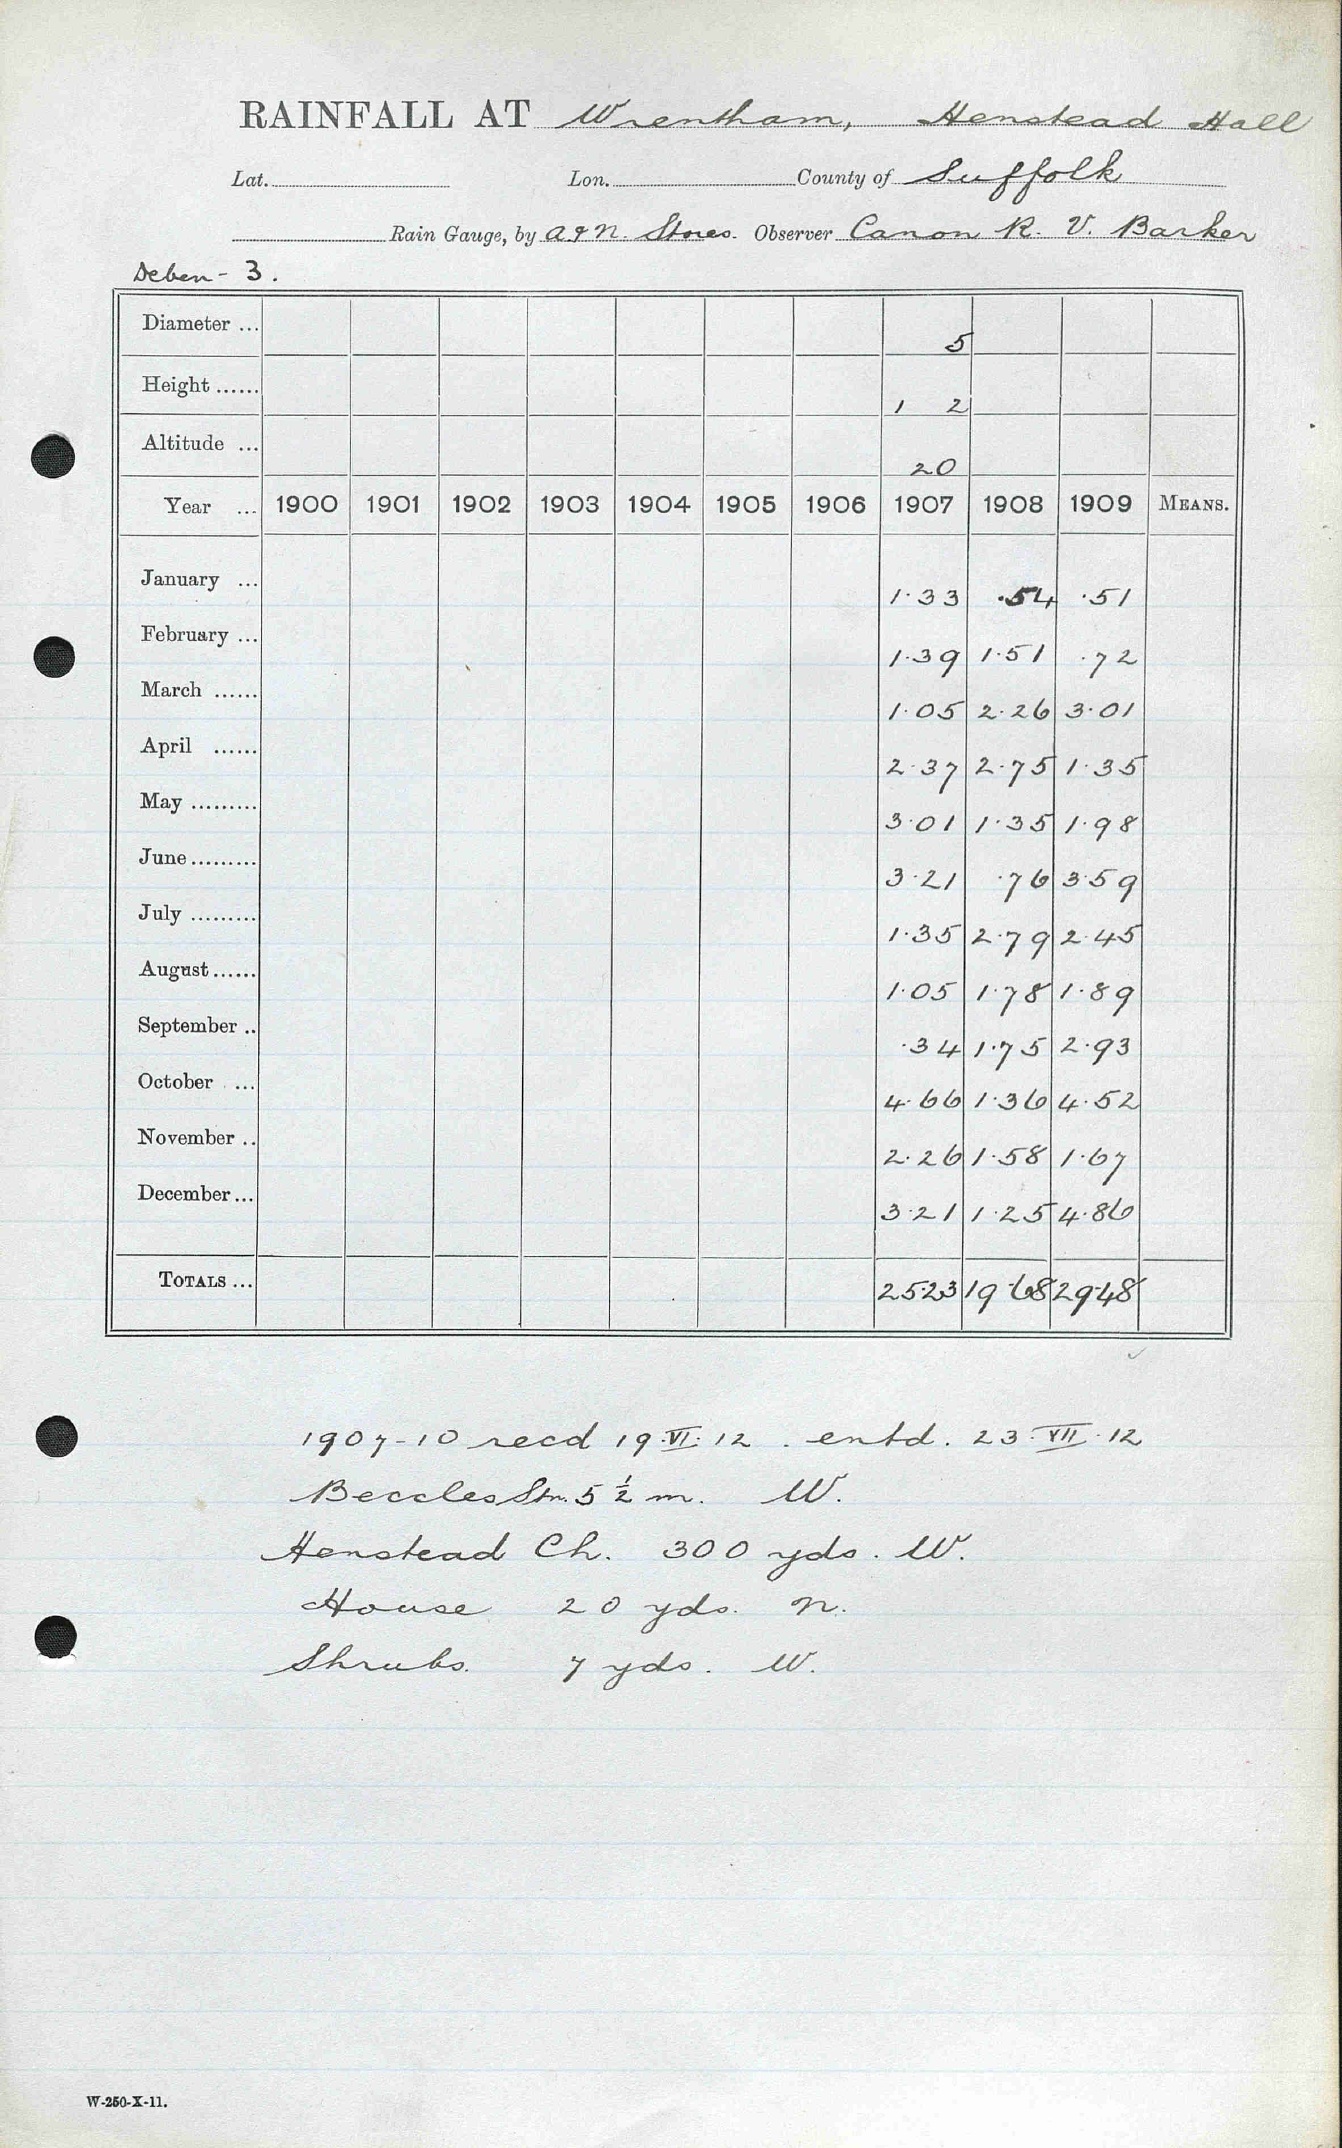 RAINFALL AT Wrentham, Henstead Hall
Lat. Lon. County of Suffolk
Rain Gauge, by A & N. Stores. Observer Canon R. V. Barker
Deben - 3.
Diameter ... 5
Height ...... 1 2
Altitude ... 20
Year ... 1900 1901 1902 1903 1904 1905 1906 1907 1908 1909 MEANS.
January ... 1.33 .54 .51
February ... 1.39 1.51 .72
March ...... 1.05 2.26 3.01
April ...... 2.37 2.75 1.35
May ......... 3.01 1.35 1.98
June ......... 3.21 .76 3.59
July ......... 1.35 2.79 2.45
August ...... 1.05 1.78 1.89
September .. .34 1.75 2.93
October ... 4.66 1.36 4.52
November .. 2.26 1.58 1.67
December ... 3.21 1.25 4.86
TOTALS ... 25.23 19.68 29.48
1907-10 recd 19.VI.12. entd. 23.XII.12
Beccles Stn. 5 1/2 m. W.
Henstead Ch. 300 yds. W.
House 20 yds. N.
Shrubs. 7 yds. W.
W-250-X-11.